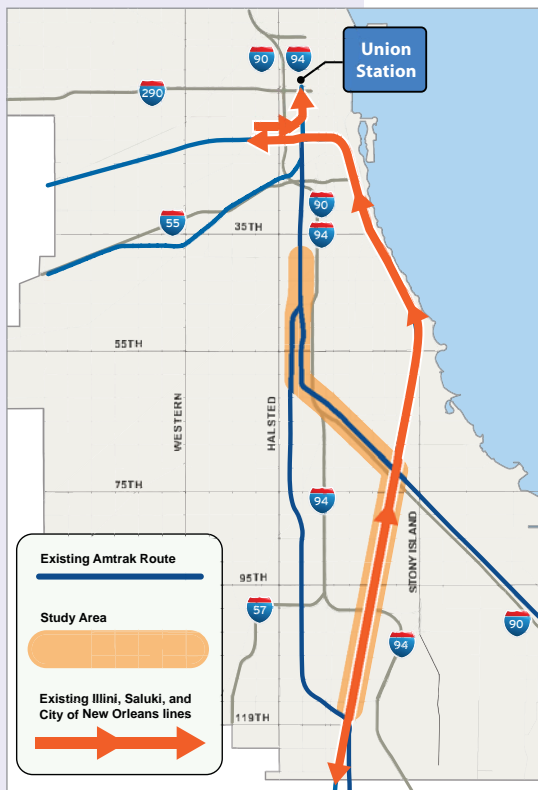 90
94
Union
Station
290
90
55
94
35TH
55TH
WESTERN
HALSTED
75TH
94
STONY ISLAND
Existing Amtrak Route
95TH
57
90
Study Area
94
Existing Illini, Saluki, and
City of New Orleans lines
119TH